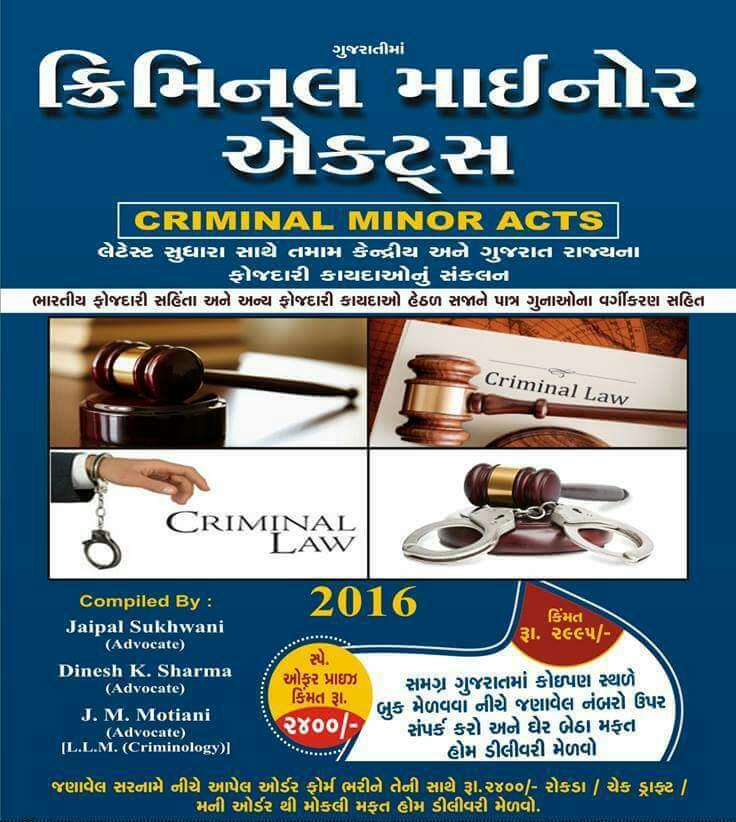 ગુજરાતીમાં
ક્રિમિનલ માઈનોર
એક્ટ્સ
CRIMINAL MINOR ACTS
લેટેસ્ટ સુધારા સાથે તમામ કેન્દ્રીય અને ગુજરાત રાજ્યના
ફોજદારી કાયદાઓનું સંકલન
ભારતીય ફોજદારી સંહિતા અને અન્ય ફોજદારી કાયદાઓ હેઠળ સજાને પાત્ર ગુનાઓના વર્ગીકરણ સહિત
Criminal Law
CRIMINAL
LAW
2016
Compiled By :
Jaipal Sukhwani
(Advocate)
Dinesh K. Sharma
(Advocate)
J. M. Motiani
(Advocate)
[L.L.M. (Criminology)]
સ્પે.
ઓફર પ્રાઇઝ
કિંમત રૂા.
૨૪૦૦/-
કિંમત
રૂા. ૨૯૯૫/-
સમગ્ર ગુજરાતમાં કોઇપણ સ્થળે
બુક મેળવવા નીચે જણાવેલ નંબરો ઉપર
સંપર્ક કરો અને ઘેર બેઠા મફત
હોમ ડીલીવરી મેળવો
જણાવેલ સરનામે નીચે આપેલ ઓર્ડર ફોર્મ ભરીને તેની સાથે રૂા.૨૪૦૦/- રોકડા / ચેક ડ્રાફ્ટ /
મની ઓર્ડર થી મોકલી મફત હોમ ડીલીવરી મેળવો.